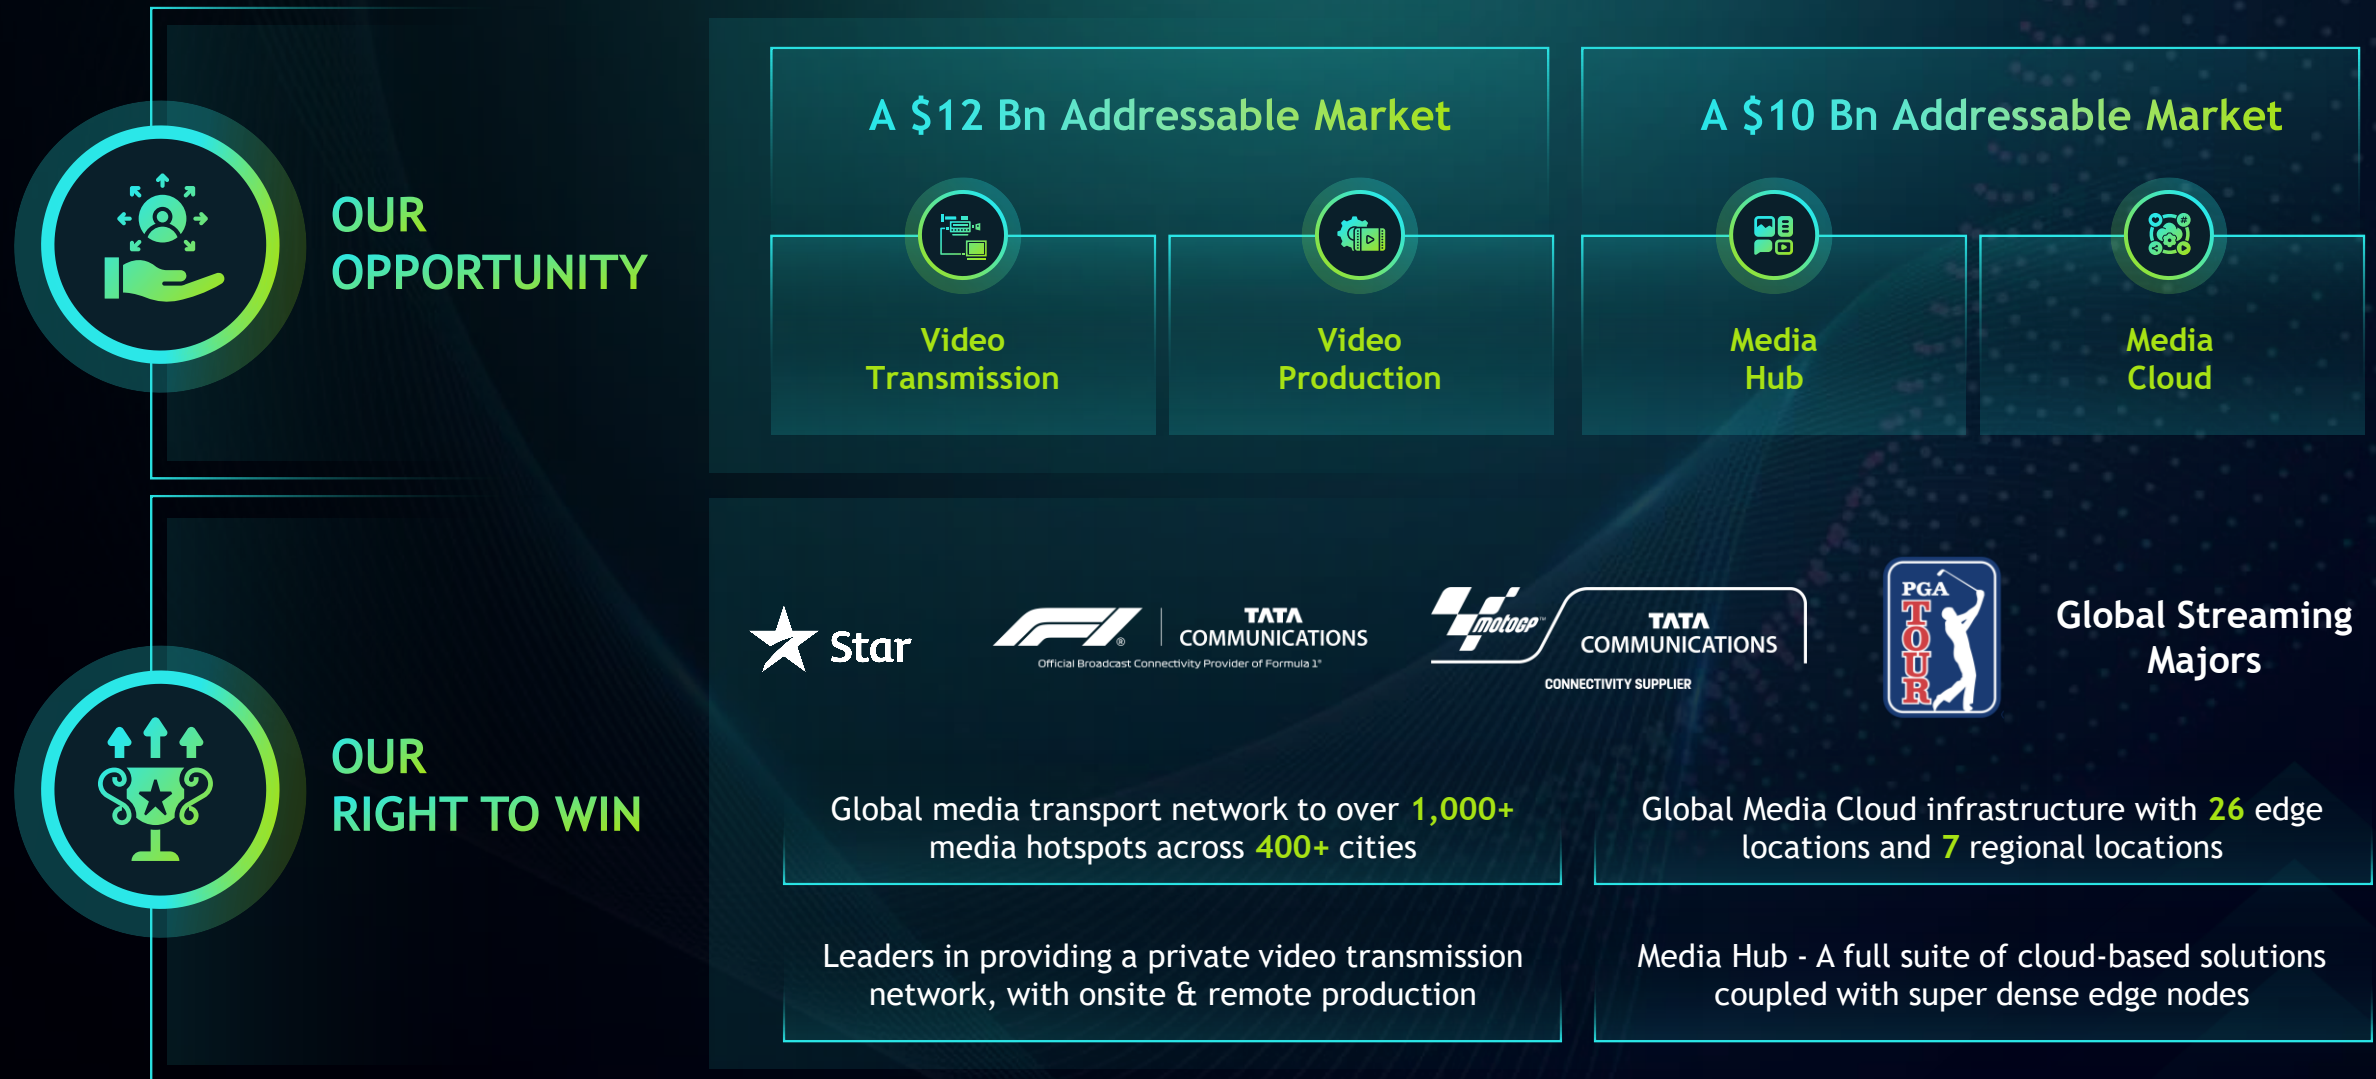 OUR
OPPORTUNITY
A $12 Bn Addressable Market
Video
Transmission
Video
Production
A $10 Bn Addressable Market
Media
Hub
Media
Cloud
OUR
RIGHT TO WIN
Star
F1®
TATA
COMMUNICATIONS
Official Broadcast Connectivity Provider of Formula 1®
motoGP™
TATA
COMMUNICATIONS
CONNECTIVITY SUPPLIER
PGA
TOUR
Global Streaming
Majors
Global media transport network to over 1,000+
media hotspots across 400+ cities
Global Media Cloud infrastructure with 26 edge
locations and 7 regional locations
Leaders in providing a private video transmission
network, with onsite & remote production
Media Hub - A full suite of cloud-based solutions
coupled with super dense edge nodes